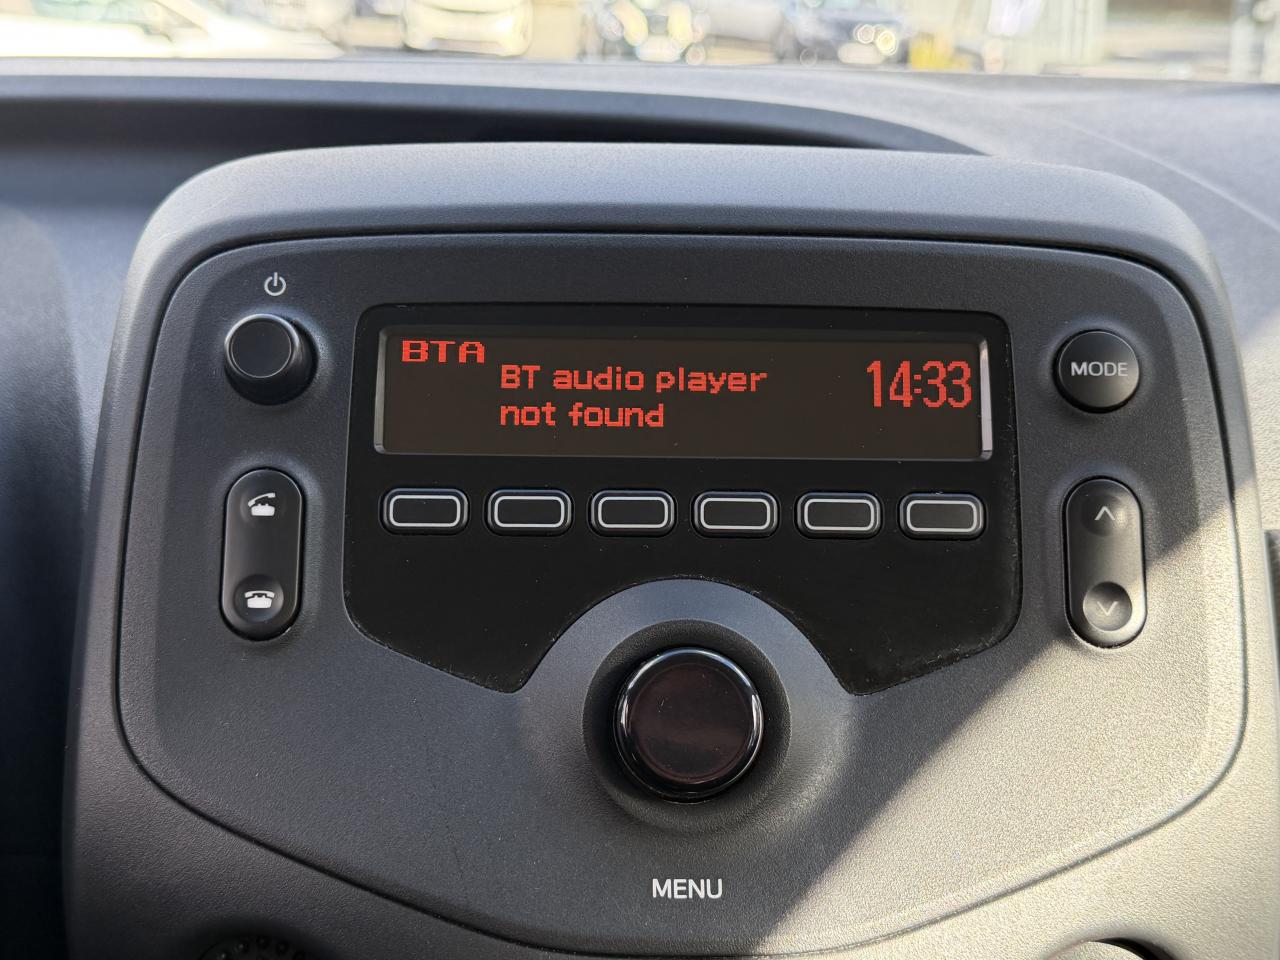 BTA
BT audio player
not found
14:33
MODE
MENU